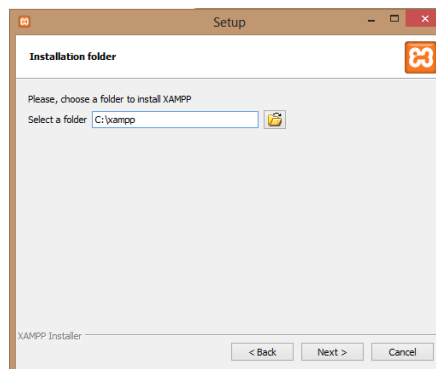 Setup
Installation folder
Please, choose a folder to install XAMPP
Select a folder C:\xampp
XAMPP Installer
< Back Next > Cancel